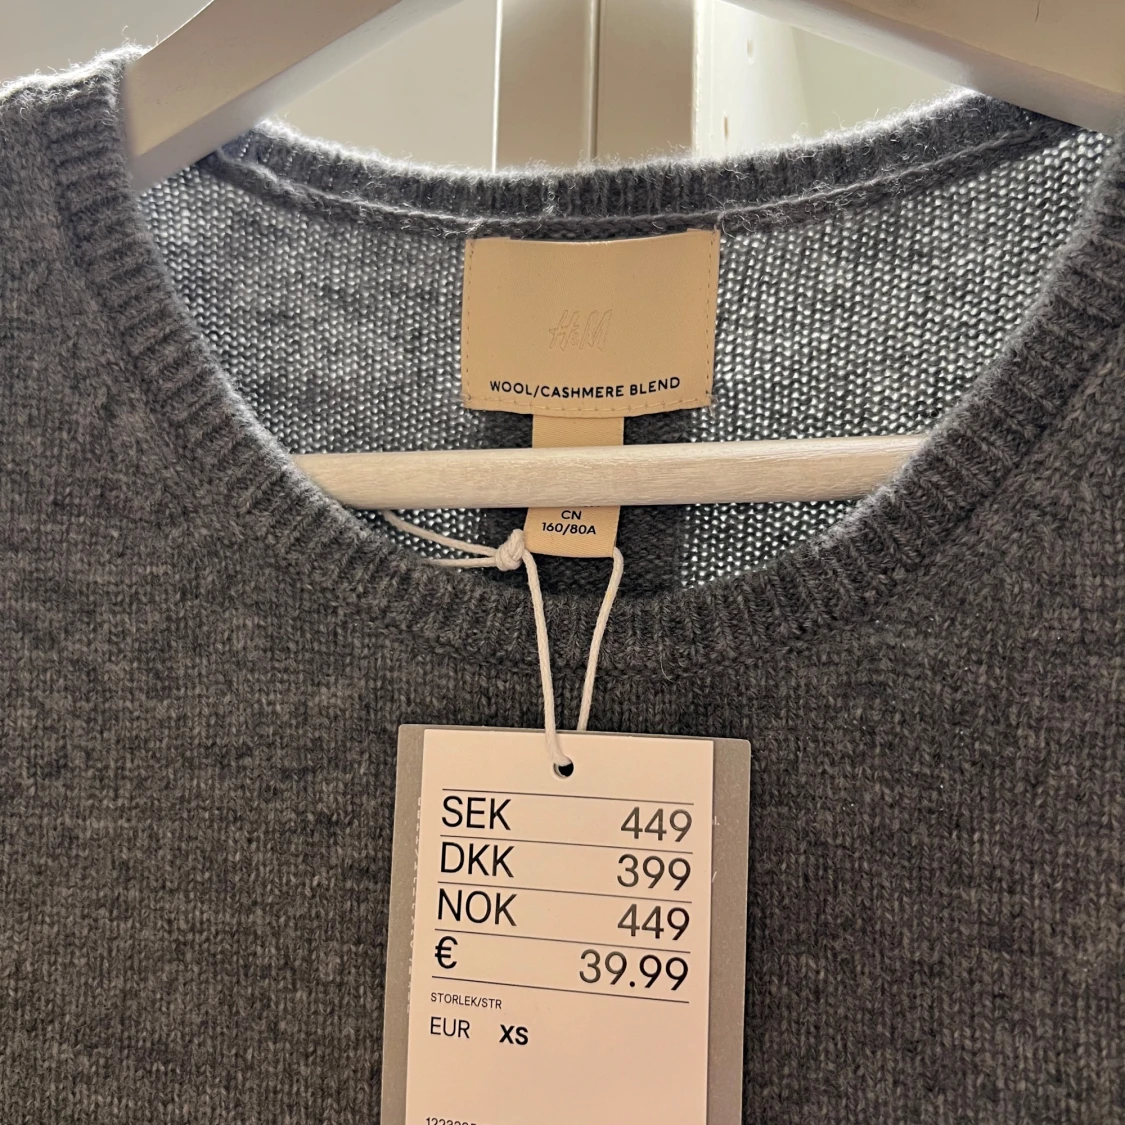 H&M
WOOL/CASHMERE BLEND
CN
160/80A
SEK 449
DKK 399
NOK 449
€ 39.99
STORLEK/STR
EUR XS